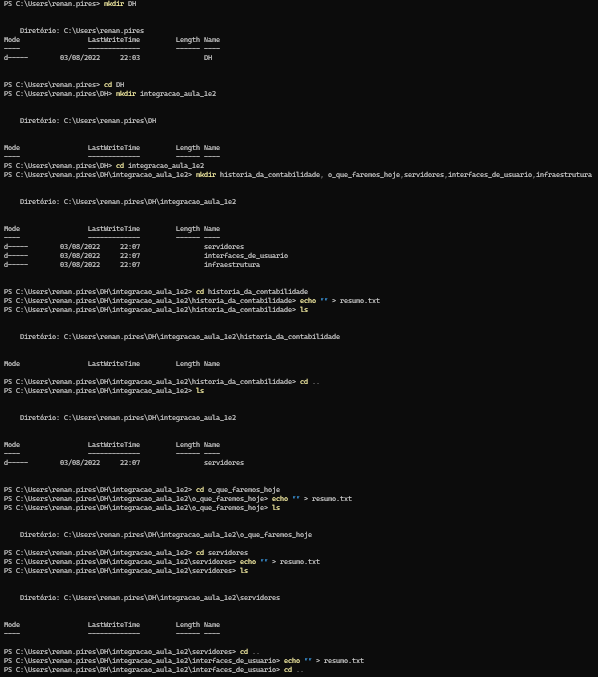 PS C:\Users\renan.pires> mkdir DH
Diretório: C:\Users\renan.pires
Mode LastWriteTime Length Name
---- ------------- ------ ----
d----- 03/08/2022 22:03 DH
PS C:\Users\renan.pires> cd DH
PS C:\Users\renan.pires\DH> mkdir integracao_aula_1e2
Diretório: C:\Users\renan.pires\DH
Mode LastWriteTime Length Name
---- ------------- ------ ----
PS C:\Users\renan.pires\DH> cd integracao_aula_1e2
PS C:\Users\renan.pires\DH\integracao_aula_1e2> mkdir historia_da_contabilidade, o_que_faremos_hoje,servidores,interfaces_de_usuario,infraestrutura
Diretório: C:\Users\renan.pires\DH\integracao_aula_1e2
Mode LastWriteTime Length Name
---- ------------- ------ ----
d----- 03/08/2022 22:07 servidores
d----- 03/08/2022 22:07 interfaces_de_usuario
d----- 03/08/2022 22:07 infraestrutura
PS C:\Users\renan.pires\DH\integracao_aula_1e2> cd historia_da_contabilidade
PS C:\Users\renan.pires\DH\integracao_aula_1e2\historia_da_contabilidade> echo "" > resumo.txt
PS C:\Users\renan.pires\DH\integracao_aula_1e2\historia_da_contabilidade> ls
Diretório: C:\Users\renan.pires\DH\integracao_aula_1e2\historia_da_contabilidade
Mode LastWriteTime Length Name
PS C:\Users\renan.pires\DH\integracao_aula_1e2\historia_da_contabilidade> cd ..
PS C:\Users\renan.pires\DH\integracao_aula_1e2> ls
Diretório: C:\Users\renan.pires\DH\integracao_aula_1e2
Mode LastWriteTime Length Name
---- ------------- ------ ----
d----- 03/08/2022 22:07 servidores
PS C:\Users\renan.pires\DH\integracao_aula_1e2> cd o_que_faremos_hoje
PS C:\Users\renan.pires\DH\integracao_aula_1e2\o_que_faremos_hoje> echo "" > resumo.txt
PS C:\Users\renan.pires\DH\integracao_aula_1e2\o_que_faremos_hoje> ls
Diretório: C:\Users\renan.pires\DH\integracao_aula_1e2\o_que_faremos_hoje
PS C:\Users\renan.pires\DH\integracao_aula_1e2> cd servidores
PS C:\Users\renan.pires\DH\integracao_aula_1e2\servidores> echo "" > resumo.txt
PS C:\Users\renan.pires\DH\integracao_aula_1e2\servidores> ls
Diretório: C:\Users\renan.pires\DH\integracao_aula_1e2\servidores
Mode LastWriteTime Length Name
---- ------------- ------ ----
PS C:\Users\renan.pires\DH\integracao_aula_1e2\servidores> cd ..
PS C:\Users\renan.pires\DH\integracao_aula_1e2\interfaces_de_usuario> echo "" > resumo.txt
PS C:\Users\renan.pires\DH\integracao_aula_1e2\interfaces_de_usuario> cd ..